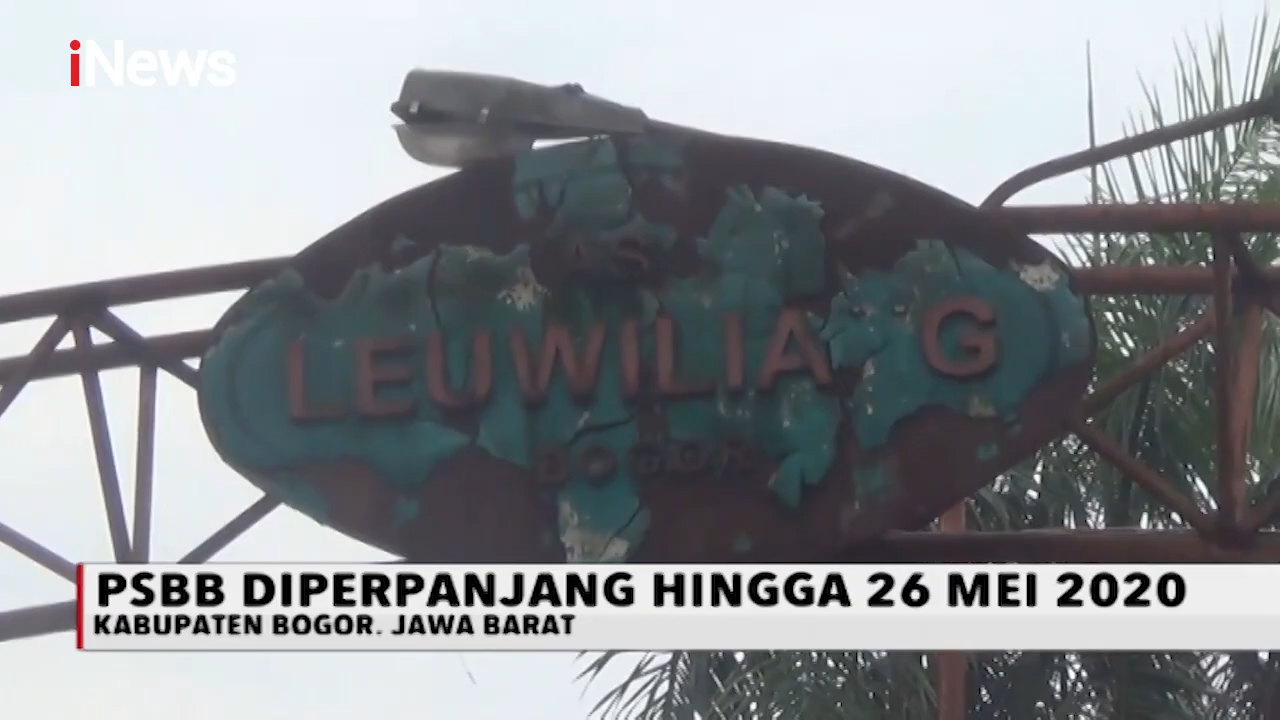 iNews
LEUWILIA G
BOGOR
PSBB DIPERPANJANG HINGGA 26 MEI 2020
KABUPATEN BOGOR, JAWA BARAT